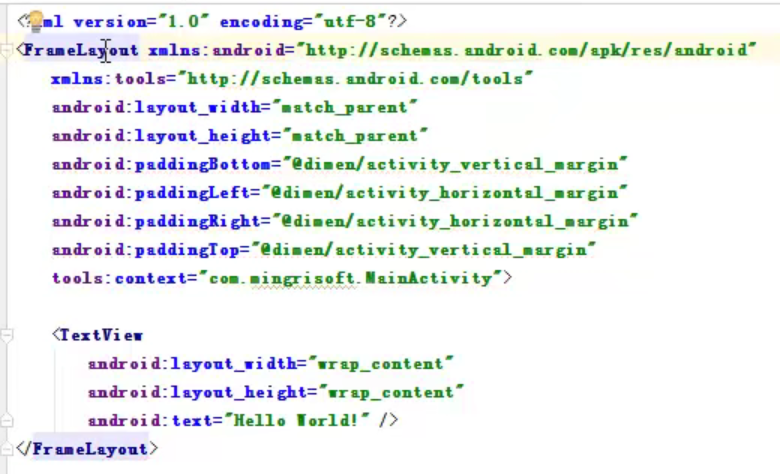 <?xml version="1.0" encoding="utf-8"?>
<FrameLayout xmlns:android="http://schemas.android.com/apk/res/android"
xmlns:tools="http://schemas.android.com/tools"
android:layout_width="match_parent"
android:layout_height="match_parent"
android:paddingBottom="@dimen/activity_vertical_margin"
android:paddingLeft="@dimen/activity_horizontal_margin"
android:paddingRight="@dimen/activity_horizontal_margin"
android:paddingTop="@dimen/activity_vertical_margin"
tools:context="com.mingrisoft.MainActivity">
<TextView
android:layout_width="wrap_content"
android:layout_height="wrap_content"
android:text="Hello World!" />
</FrameLayout>